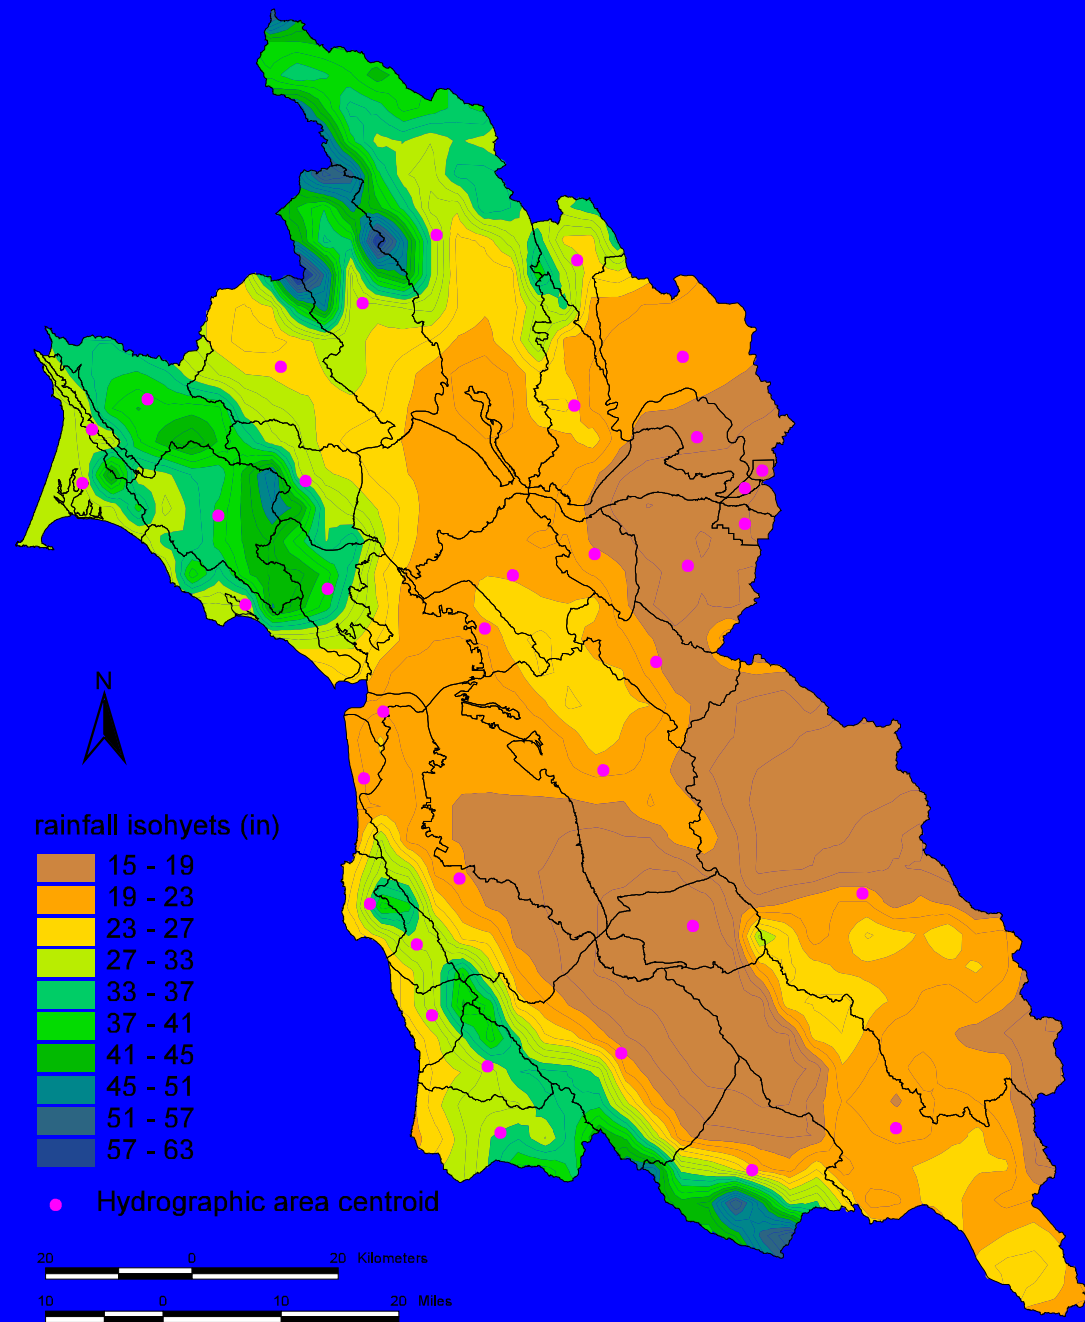 N
rainfall isohyets (in)
15 - 19
19 - 23
23 - 27
27 - 33
33 - 37
37 - 41
41 - 45
45 - 51
51 - 57
57 - 63
Hydrographic area centroid
20 0 20 Kilometers
10 0 10 20 Miles